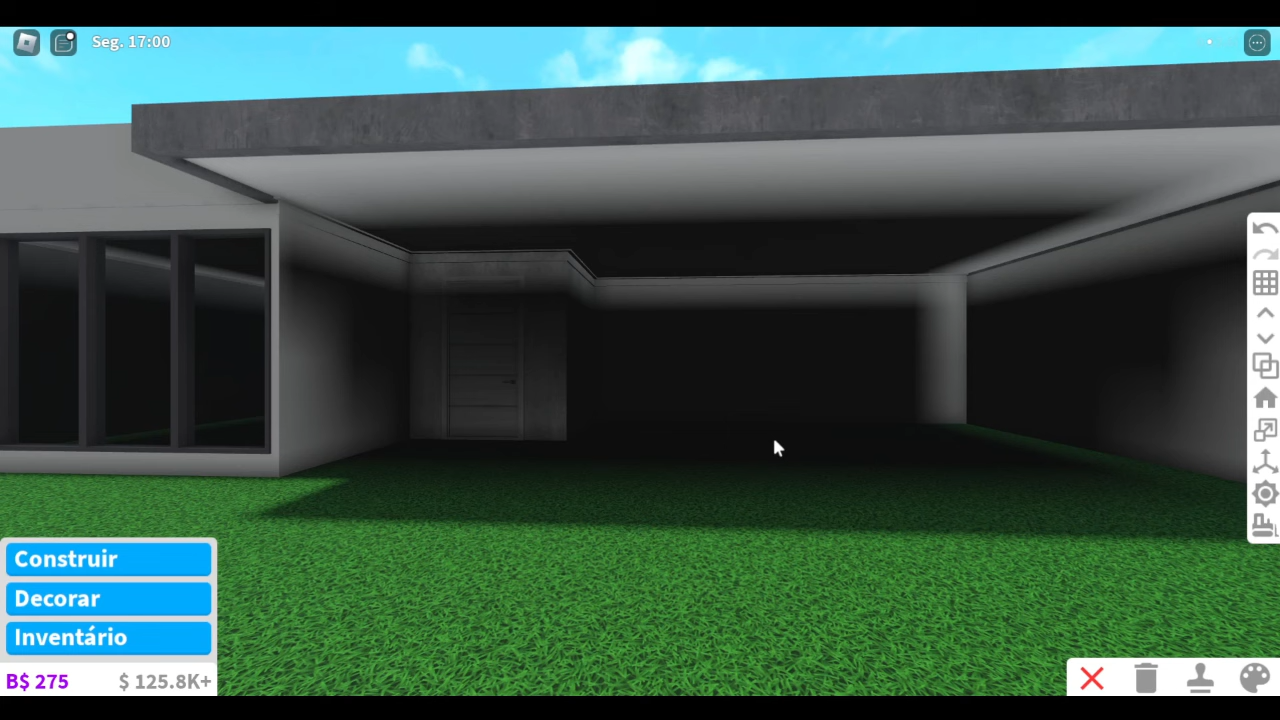 Seg. 17:00
Construir
Decorar
Inventário
B$ 275 $ 125.8K+